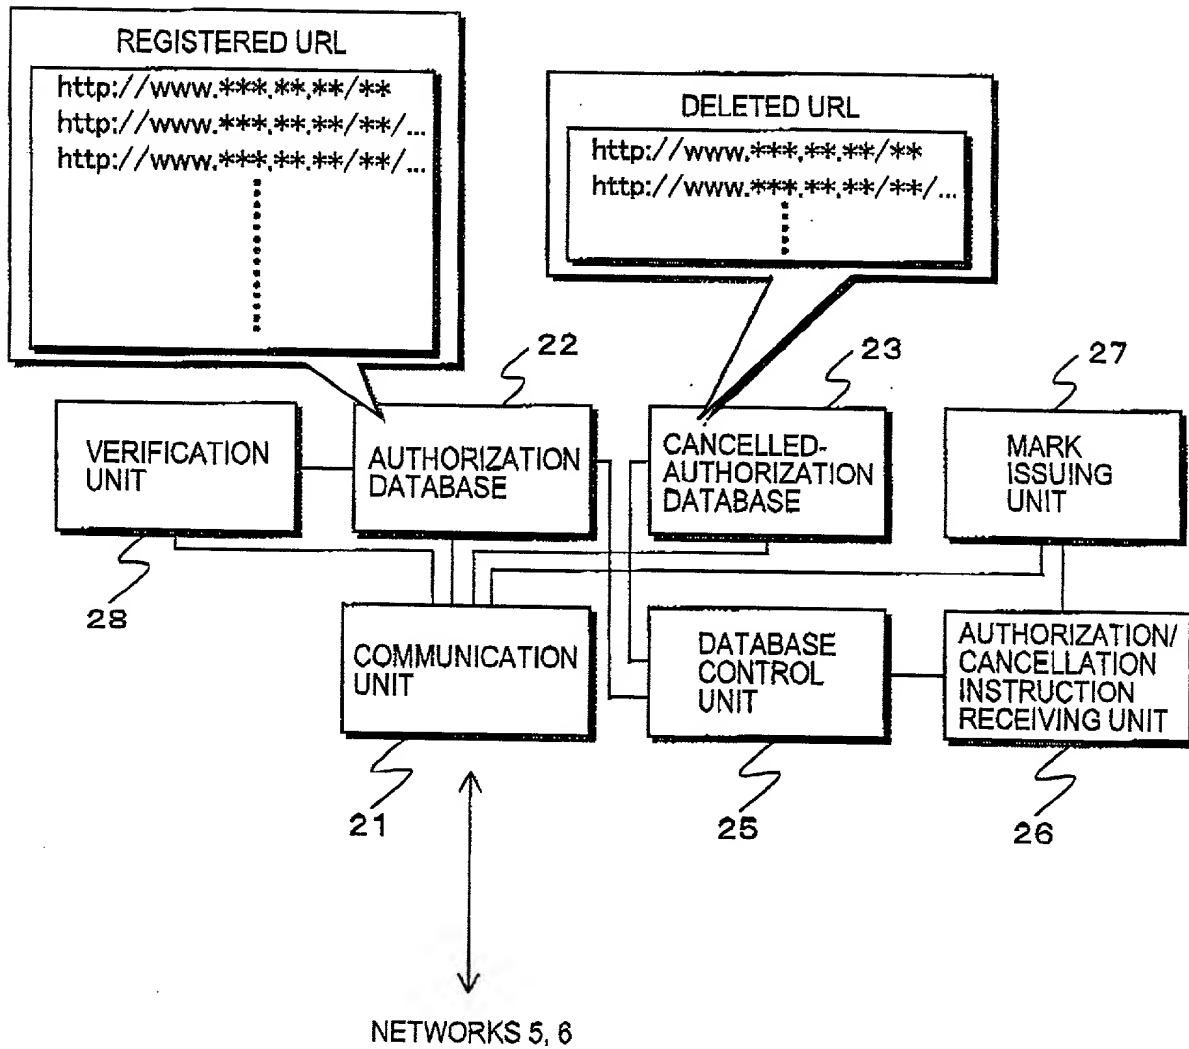 REGISTERED URL
http://www.***.**.**/**
http://www.***.**.**/**/...
http://www.***.**.**/**/...
DELETED URL
http://www.***.**.**/**
http://www.***.**.**/**/...
22
23
27
VERIFICATION
UNIT
AUTHORIZATION
DATABASE
CANCELLED-
AUTHORIZATION
DATABASE
MARK
ISSUING
UNIT
28
COMMUNICATION
UNIT
DATABASE
CONTROL
UNIT
AUTHORIZATION/
CANCELLATION
INSTRUCTION
RECEIVING UNIT
21
25
26
NETWORKS 5, 6